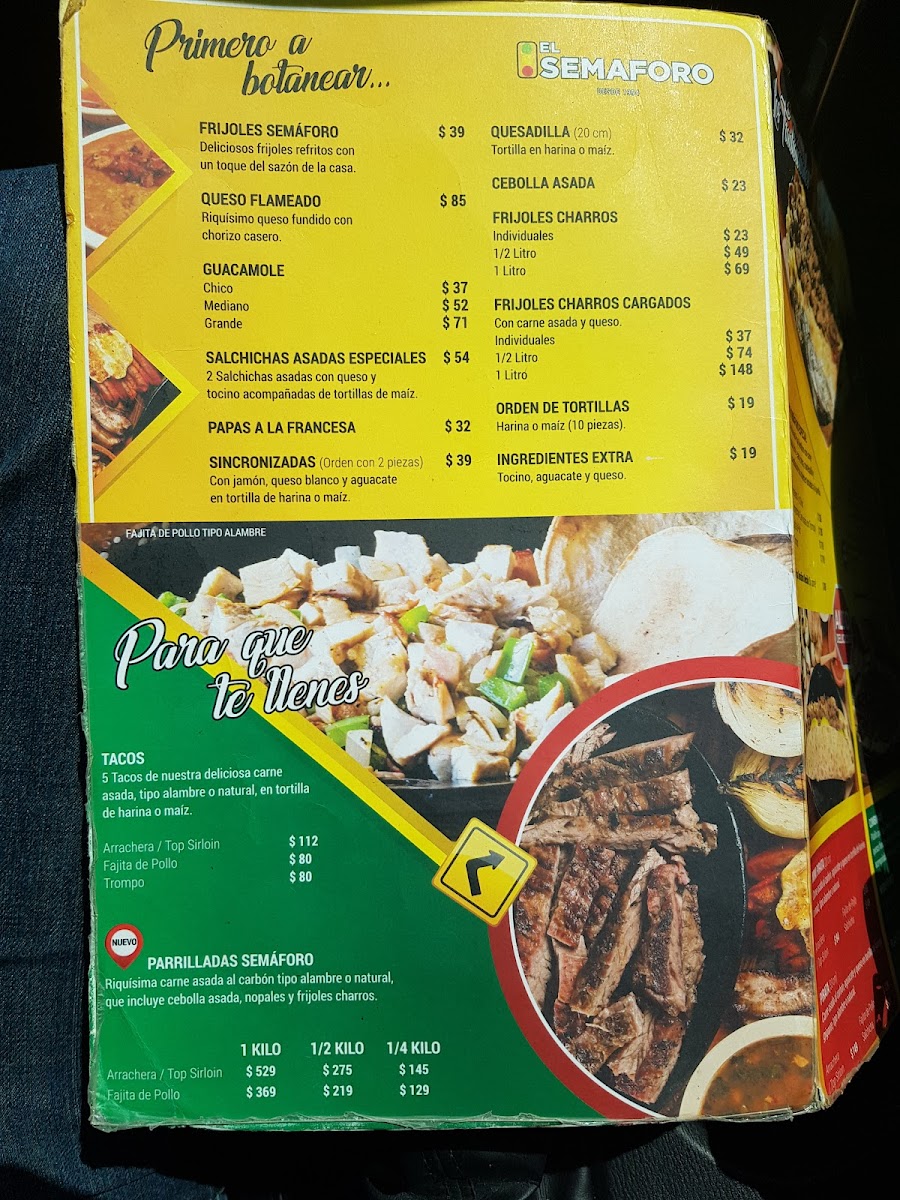 Primero a
botanear...
EL
SEMAFORO
FRIJOLES SEMÁFORO $ 39
Deliciosos frijoles refritos con
un toque del sazón de la casa.
QUESO FLAMEADO $ 85
Riquísimo queso fundido con
chorizo casero.
GUACAMOLE
Chico $ 37
Mediano $ 52
Grande $ 71
SALCHICHAS ASADAS ESPECIALES $ 54
2 Salchichas asadas con queso y
tocino acompañadas de tortillas de maíz.
PAPAS A LA FRANCESA $ 32
SINCRONIZADAS (Orden con 2 piezas) $ 39
Con jamón, queso blanco y aguacate
en tortilla de harina o maíz.
QUESADILLA (20 cm) $ 32
Tortilla en harina o maíz.
CEBOLLA ASADA $ 23
FRIJOLES CHARROS
Individuales $ 23
1/2 Litro $ 49
1 Litro $ 69
FRIJOLES CHARROS CARGADOS
Con carne asada y queso.
Individuales $ 37
1/2 Litro $ 74
1 Litro $ 148
ORDEN DE TORTILLAS $ 19
Harina o maíz (10 piezas).
INGREDIENTES EXTRA $ 19
Tocino, aguacate y queso.
FAJITA DE POLLO TIPO ALAMBRE
Para que
te llenes
TACOS
5 Tacos de nuestra deliciosa carne
asada, tipo alambre o natural, en tortilla
de harina o maíz.
Arrachera / Top Sirloin $ 112
Fajita de Pollo $ 80
Trompo $ 80
NUEVO
PARRILLADAS SEMÁFORO
Riquísima carne asada al carbón tipo alambre o natural,
que incluye cebolla asada, nopales y frijoles charros.
1 KILO 1/2 KILO 1/4 KILO
Arrachera / Top Sirloin $ 529 $ 275 $ 145
Fajita de Pollo $ 369 $ 219 $ 129